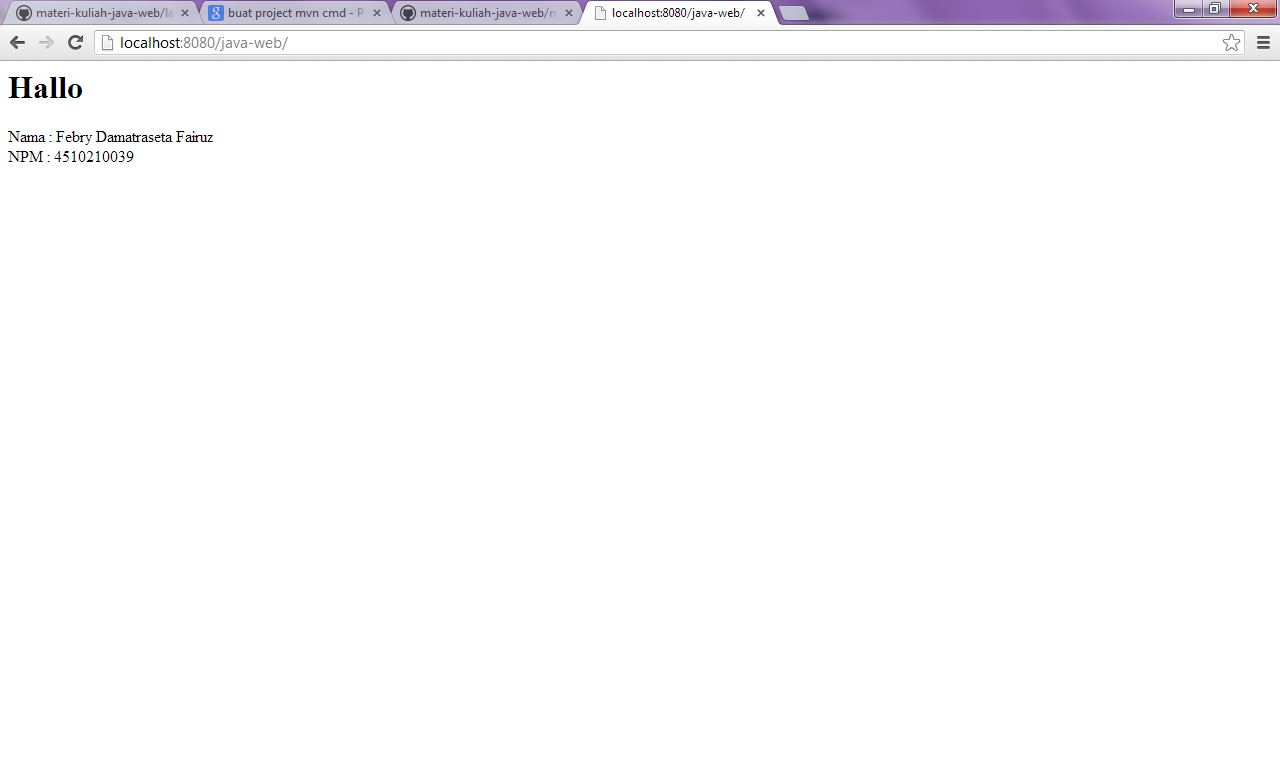 materi-kuliah-java-web/la
buat project mvn cmd - P
materi-kuliah-java-web/
localhost:8080/java-web/
localhost:8080/java-web/
Hallo
Nama : Febry Damatraseta Fairuz
NPM : 4510210039